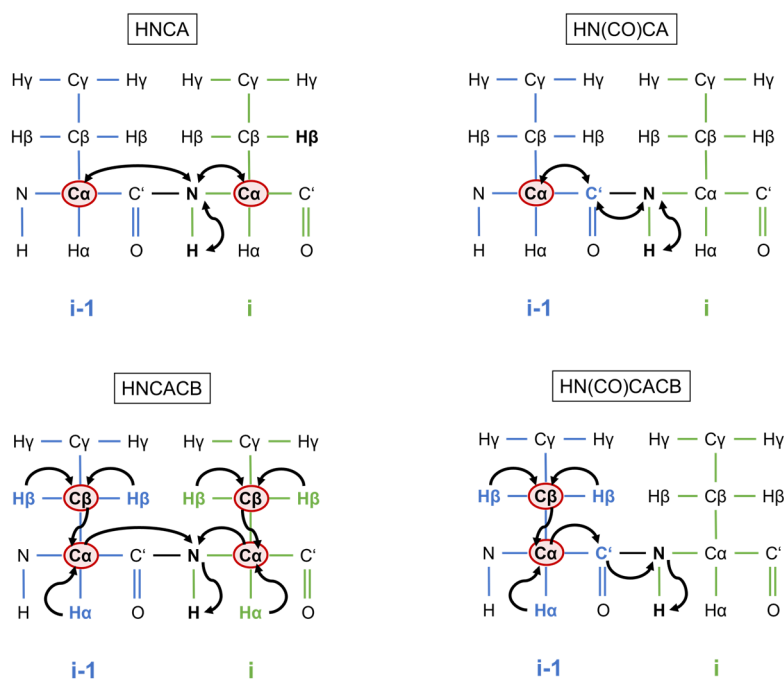 HNCA
Hγ Cγ Hγ Hγ Cγ Hγ
Hβ Cβ Hβ Hβ Cβ Hβ
N Cα C‘ N Cα C‘
H Hα O H Hα O
i-1 i
HN(CO)CA
Hγ Cγ Hγ Hγ Cγ Hγ
Hβ Cβ Hβ Hβ Cβ Hβ
N Cα C‘ N Cα C‘
H Hα O H Hα O
i-1 i
HNCACB
Hγ Cγ Hγ Hγ Cγ Hγ
Hβ Cβ Hβ Hβ Cβ Hβ
N Cα C‘ N Cα C‘
H Hα O H Hα O
i-1 i
HN(CO)CACB
Hγ Cγ Hγ Hγ Cγ Hγ
Hβ Cβ Hβ Hβ Cβ Hβ
N Cα C‘ N Cα C‘
H Hα O H Hα O
i-1 i